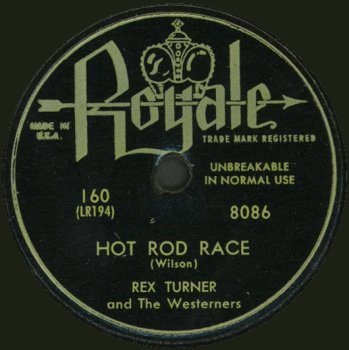 Royale
MADE IN
U.S.A.
TRADE MARK REGISTERED
UNBREAKABLE
IN NORMAL USE
160
(LR194)
8086
HOT ROD RACE
(Wilson)
REX TURNER
and The Westerners